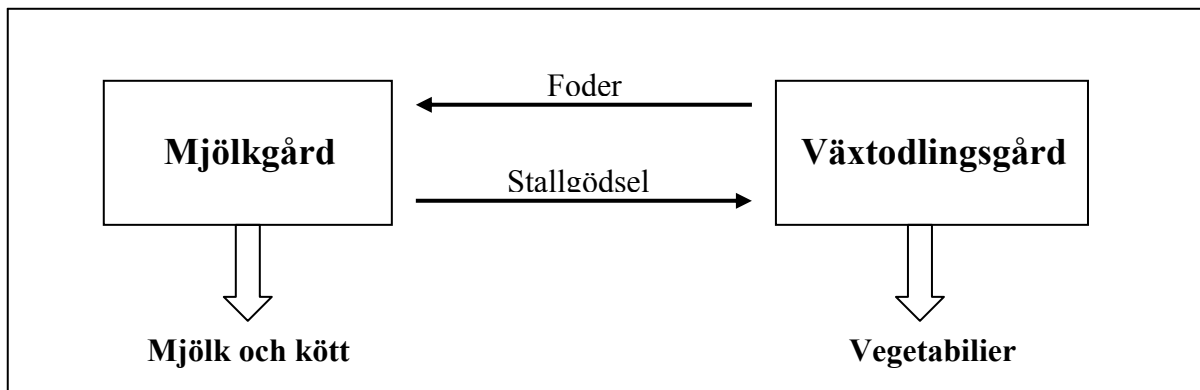 Foder
Mjölkgård
Växtodlingsgård
Stallgödsel
Mjölk och kött
Vegetabilier